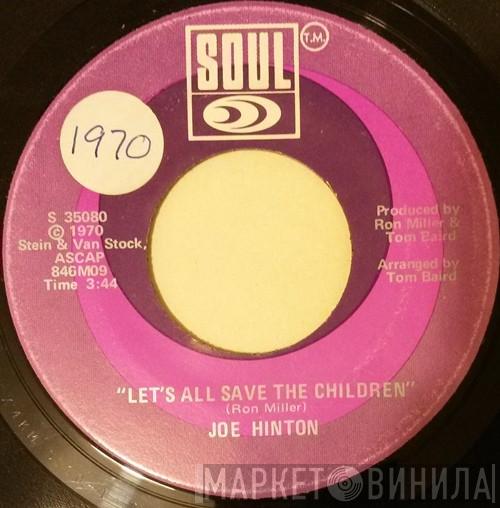 SOUL
T.M.
1970
S 35080
© 1970
Stein & Van Stock,
ASCAP
846M09
Time 3:44
Produced by
Ron Miller &
Tom Baird
Arranged by
Tom Baird
"LET'S ALL SAVE THE CHILDREN"
(Ron Miller)
JOE HINTON
МАРКЕТ ВИНИЛА